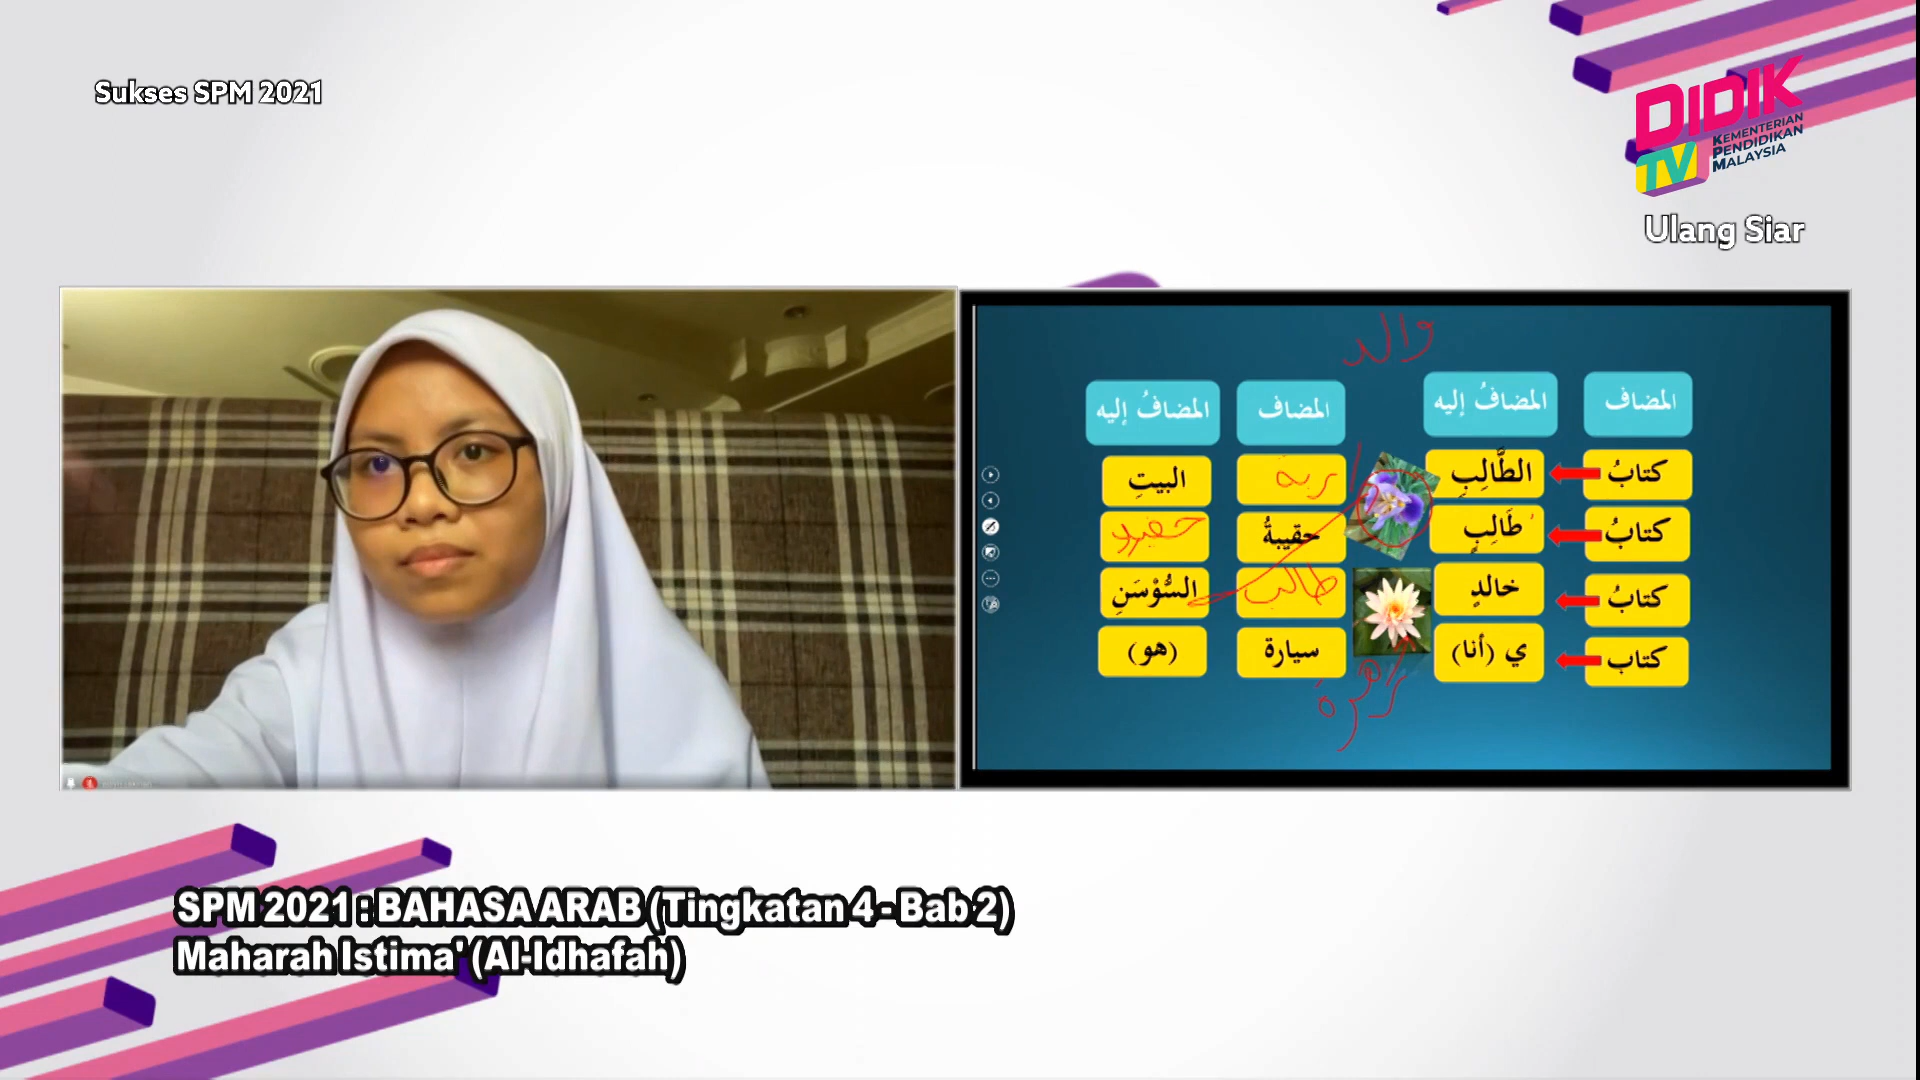 Sukses SPM 2021
DIDIK
TV
KEMENTERIAN
PENDIDIKAN
MALAYSIA
Ulang Siar
والد
المضاف المضافُ إليه
كتابُ الطَّالِبِ
كتابُ طَالِبٍ
كتابُ خالدٍ
كتاب ي (أنا)
المضاف المضافُ إليه
ربة البيتِ
حقيبةُ
طالب السُّوْسَنِ
سيارة (هو)
زهرة
SPM 2021 : BAHASA ARAB (Tingkatan 4 - Bab 2)
Maharah Istima' (Al-Idhafah)